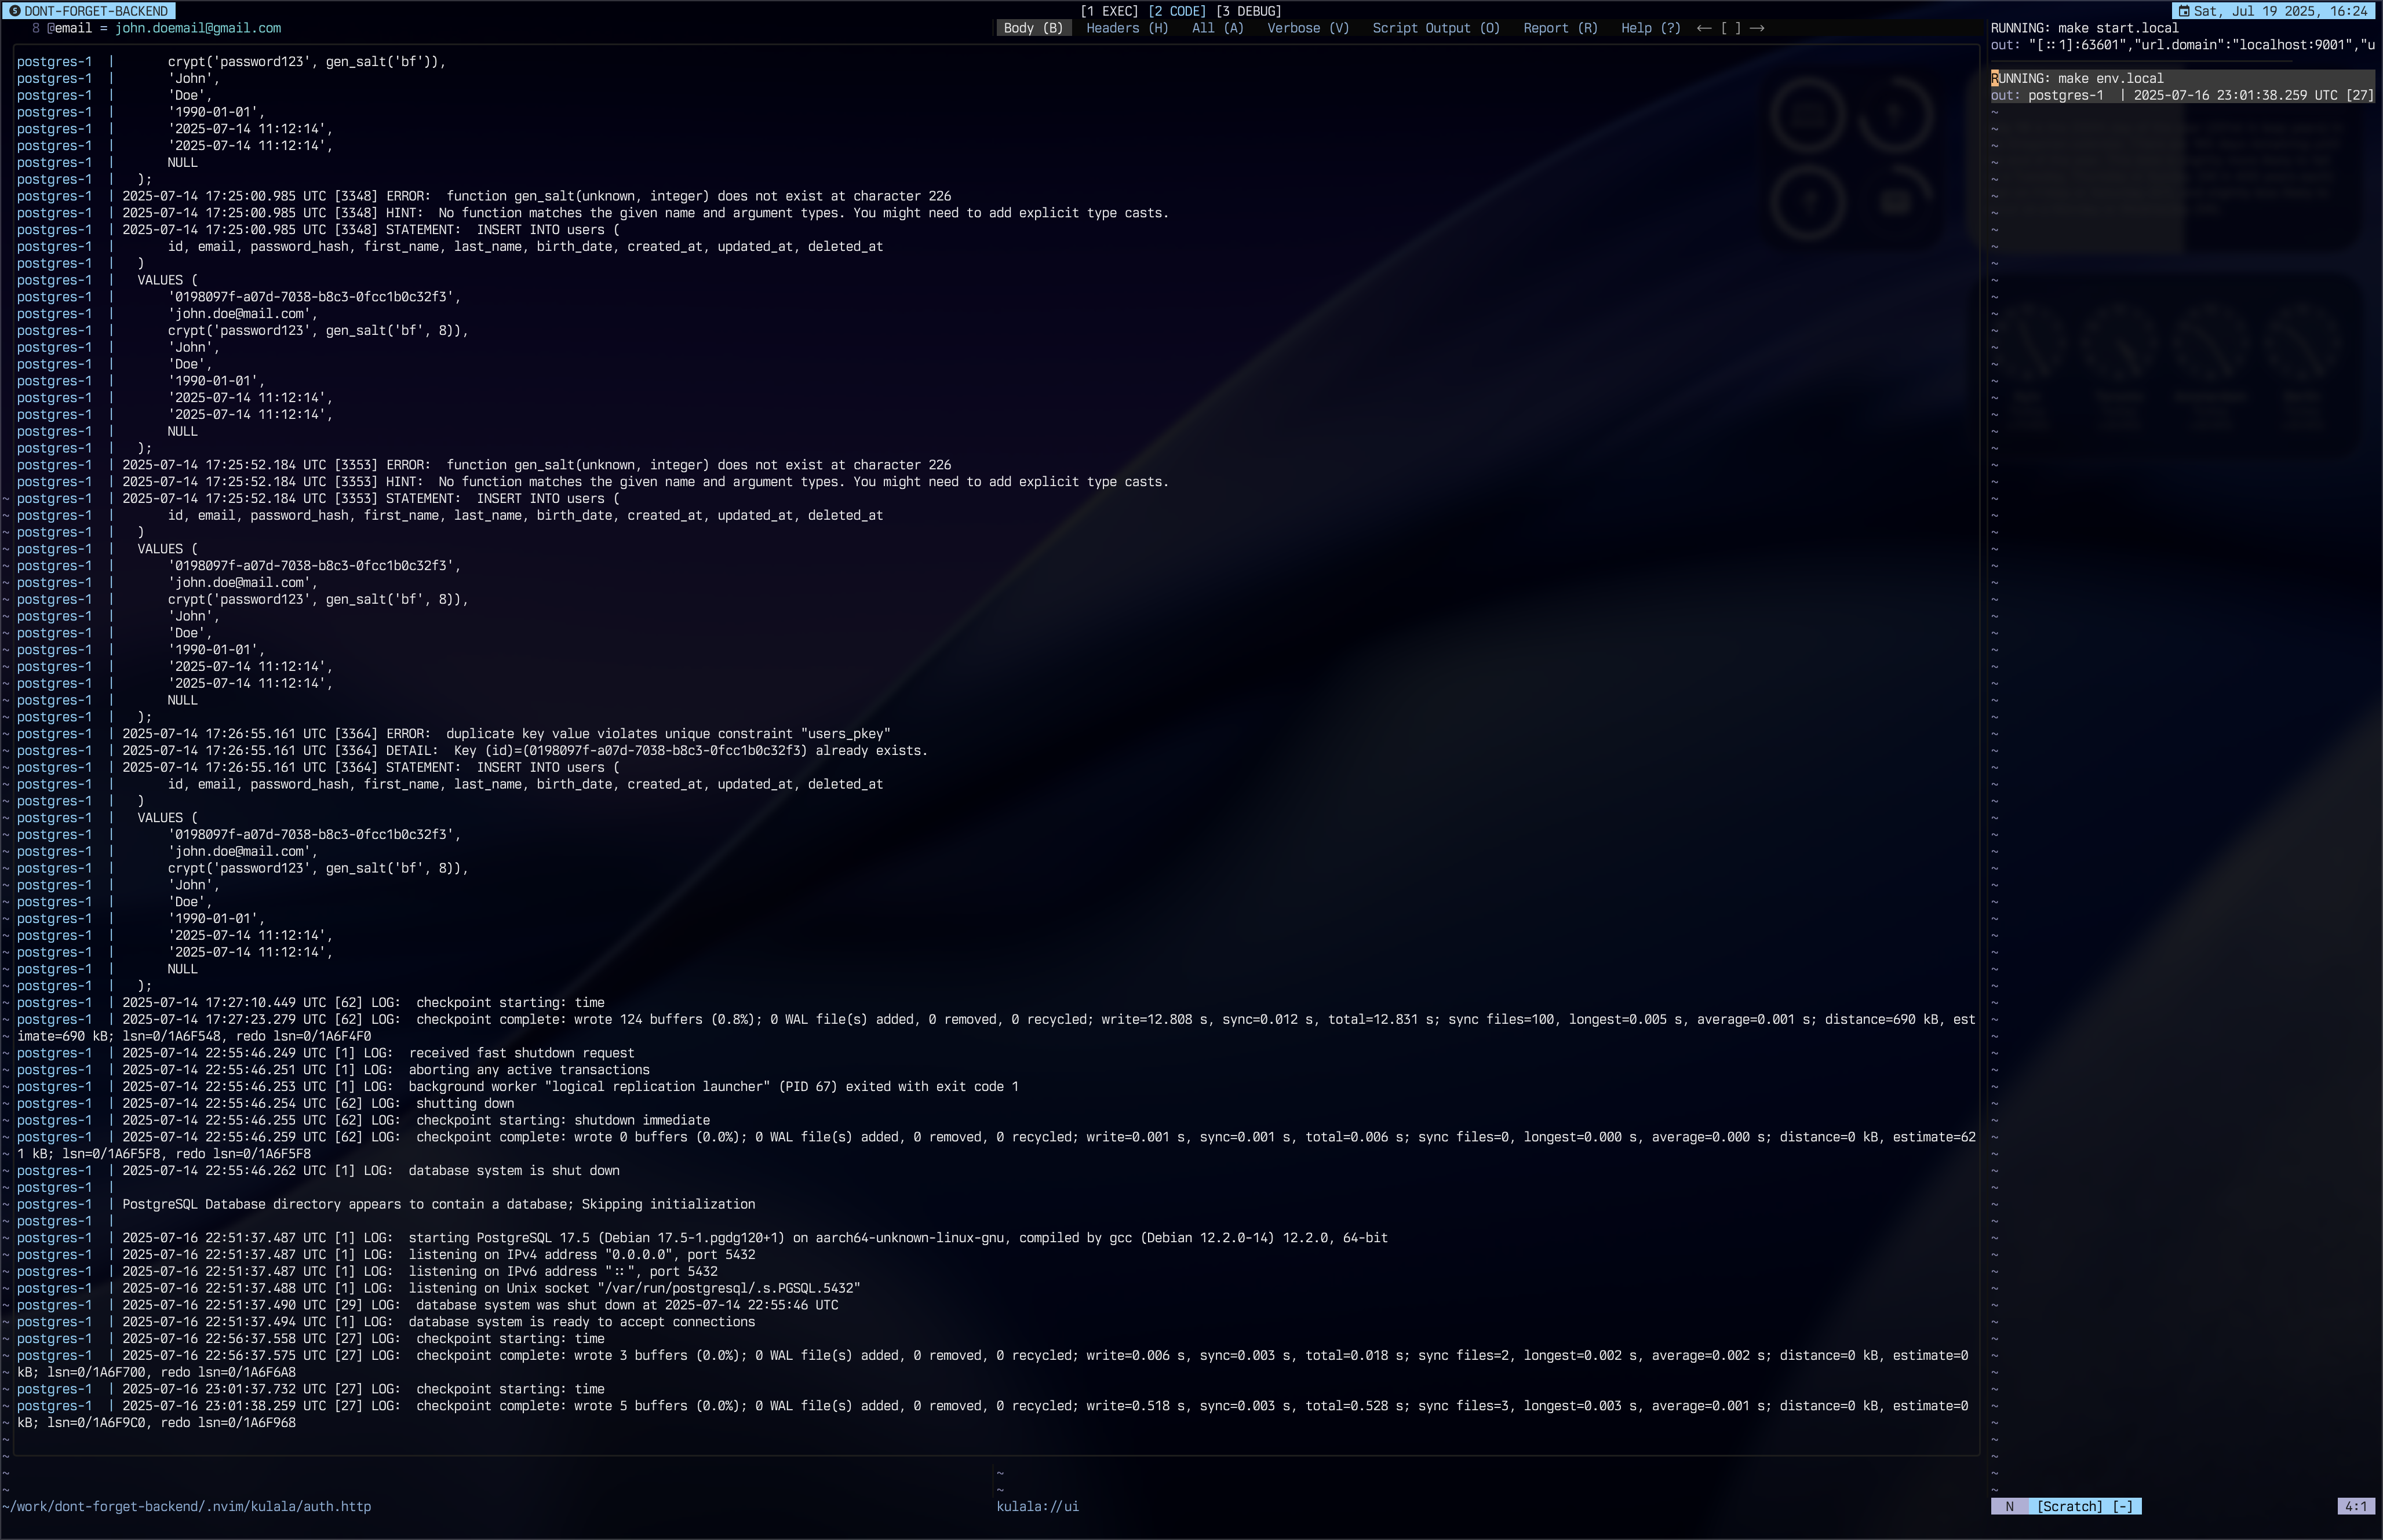 5 DONT-FORGET-BACKEND
[1 EXEC] [2 CODE] [3 DEBUG]
Sat, Jul 19 2025, 16:24
8 @email = john.doemail@gmail.com
Body (B) Headers (H) All (A) Verbose (V) Script Output (O) Report (R) Help (?) <- [ ] ->
postgres-1  |       crypt('password123', gen_salt('bf')),
postgres-1  |       'John',
postgres-1  |       'Doe',
postgres-1  |       '1990-01-01',
postgres-1  |       '2025-07-14 11:12:14',
postgres-1  |       '2025-07-14 11:12:14',
postgres-1  |       NULL
postgres-1  |   );
postgres-1  | 2025-07-14 17:25:00.985 UTC [3348] ERROR:  function gen_salt(unknown, integer) does not exist at character 226
postgres-1  | 2025-07-14 17:25:00.985 UTC [3348] HINT:  No function matches the given name and argument types. You might need to add explicit type casts.
postgres-1  | 2025-07-14 17:25:00.985 UTC [3348] STATEMENT:  INSERT INTO users (
postgres-1  |       id, email, password_hash, first_name, last_name, birth_date, created_at, updated_at, deleted_at
postgres-1  |   )
postgres-1  |   VALUES (
postgres-1  |       '0198097f-a07d-7038-b8c3-0fcc1b0c32f3',
postgres-1  |       'john.doe@mail.com',
postgres-1  |       crypt('password123', gen_salt('bf', 8)),
postgres-1  |       'John',
postgres-1  |       'Doe',
postgres-1  |       '1990-01-01',
postgres-1  |       '2025-07-14 11:12:14',
postgres-1  |       '2025-07-14 11:12:14',
postgres-1  |       NULL
postgres-1  |   );
postgres-1  | 2025-07-14 17:25:52.184 UTC [3353] ERROR:  function gen_salt(unknown, integer) does not exist at character 226
postgres-1  | 2025-07-14 17:25:52.184 UTC [3353] HINT:  No function matches the given name and argument types. You might need to add explicit type casts.
~ postgres-1  | 2025-07-14 17:25:52.184 UTC [3353] STATEMENT:  INSERT INTO users (
~ postgres-1  |       id, email, password_hash, first_name, last_name, birth_date, created_at, updated_at, deleted_at
~ postgres-1  |   )
~ postgres-1  |   VALUES (
~ postgres-1  |       '0198097f-a07d-7038-b8c3-0fcc1b0c32f3',
~ postgres-1  |       'john.doe@mail.com',
~ postgres-1  |       crypt('password123', gen_salt('bf', 8)),
~ postgres-1  |       'John',
~ postgres-1  |       'Doe',
~ postgres-1  |       '1990-01-01',
~ postgres-1  |       '2025-07-14 11:12:14',
~ postgres-1  |       '2025-07-14 11:12:14',
~ postgres-1  |       NULL
~ postgres-1  |   );
~ postgres-1  | 2025-07-14 17:26:55.161 UTC [3364] ERROR:  duplicate key value violates unique constraint "users_pkey"
~ postgres-1  | 2025-07-14 17:26:55.161 UTC [3364] DETAIL:  Key (id)=(0198097f-a07d-7038-b8c3-0fcc1b0c32f3) already exists.
~ postgres-1  | 2025-07-14 17:26:55.161 UTC [3364] STATEMENT:  INSERT INTO users (
~ postgres-1  |       id, email, password_hash, first_name, last_name, birth_date, created_at, updated_at, deleted_at
~ postgres-1  |   )
~ postgres-1  |   VALUES (
~ postgres-1  |       '0198097f-a07d-7038-b8c3-0fcc1b0c32f3',
~ postgres-1  |       'john.doe@mail.com',
~ postgres-1  |       crypt('password123', gen_salt('bf', 8)),
~ postgres-1  |       'John',
~ postgres-1  |       'Doe',
~ postgres-1  |       '1990-01-01',
~ postgres-1  |       '2025-07-14 11:12:14',
~ postgres-1  |       '2025-07-14 11:12:14',
~ postgres-1  |       NULL
~ postgres-1  |   );
~ postgres-1  | 2025-07-14 17:27:10.449 UTC [62] LOG:  checkpoint starting: time
~ postgres-1  | 2025-07-14 17:27:23.279 UTC [62] LOG:  checkpoint complete: wrote 124 buffers (0.8%); 0 WAL file(s) added, 0 removed, 0 recycled; write=12.808 s, sync=0.012 s, total=12.831 s; sync files=100, longest=0.005 s, average=0.001 s; distance=690 kB, est
~ imate=690 kB; lsn=0/1A6F548, redo lsn=0/1A6F4F0
~ postgres-1  | 2025-07-14 22:55:46.249 UTC [1] LOG:  received fast shutdown request
~ postgres-1  | 2025-07-14 22:55:46.251 UTC [1] LOG:  aborting any active transactions
~ postgres-1  | 2025-07-14 22:55:46.253 UTC [1] LOG:  background worker "logical replication launcher" (PID 67) exited with exit code 1
~ postgres-1  | 2025-07-14 22:55:46.254 UTC [62] LOG:  shutting down
~ postgres-1  | 2025-07-14 22:55:46.255 UTC [62] LOG:  checkpoint starting: shutdown immediate
~ postgres-1  | 2025-07-14 22:55:46.259 UTC [62] LOG:  checkpoint complete: wrote 0 buffers (0.0%); 0 WAL file(s) added, 0 removed, 0 recycled; write=0.001 s, sync=0.001 s, total=0.006 s; sync files=0, longest=0.000 s, average=0.000 s; distance=0 kB, estimate=62
~ 1 kB; lsn=0/1A6F5F8, redo lsn=0/1A6F5F8
~ postgres-1  | 2025-07-14 22:55:46.262 UTC [1] LOG:  database system is shut down
~ postgres-1  |
~ postgres-1  | PostgreSQL Database directory appears to contain a database; Skipping initialization
~ postgres-1  |
~ postgres-1  | 2025-07-16 22:51:37.487 UTC [1] LOG:  starting PostgreSQL 17.5 (Debian 17.5-1.pgdg120+1) on aarch64-unknown-linux-gnu, compiled by gcc (Debian 12.2.0-14) 12.2.0, 64-bit
~ postgres-1  | 2025-07-16 22:51:37.487 UTC [1] LOG:  listening on IPv4 address "0.0.0.0", port 5432
~ postgres-1  | 2025-07-16 22:51:37.487 UTC [1] LOG:  listening on IPv6 address "::", port 5432
~ postgres-1  | 2025-07-16 22:51:37.488 UTC [1] LOG:  listening on Unix socket "/var/run/postgresql/.s.PGSQL.5432"
~ postgres-1  | 2025-07-16 22:51:37.490 UTC [29] LOG:  database system was shut down at 2025-07-14 22:55:46 UTC
~ postgres-1  | 2025-07-16 22:51:37.494 UTC [1] LOG:  database system is ready to accept connections
~ postgres-1  | 2025-07-16 22:56:37.558 UTC [27] LOG:  checkpoint starting: time
~ postgres-1  | 2025-07-16 22:56:37.575 UTC [27] LOG:  checkpoint complete: wrote 3 buffers (0.0%); 0 WAL file(s) added, 0 removed, 0 recycled; write=0.006 s, sync=0.003 s, total=0.018 s; sync files=2, longest=0.002 s, average=0.002 s; distance=0 kB, estimate=0
~ kB; lsn=0/1A6F700, redo lsn=0/1A6F6A8
~ postgres-1  | 2025-07-16 23:01:37.732 UTC [27] LOG:  checkpoint starting: time
~ postgres-1  | 2025-07-16 23:01:38.259 UTC [27] LOG:  checkpoint complete: wrote 5 buffers (0.0%); 0 WAL file(s) added, 0 removed, 0 recycled; write=0.518 s, sync=0.003 s, total=0.528 s; sync files=3, longest=0.003 s, average=0.001 s; distance=0 kB, estimate=0
~ kB; lsn=0/1A6F9C0, redo lsn=0/1A6F968
~/work/dont-forget-backend/.nvim/kulala/auth.http
kulala://ui
RUNNING: make start.local
out: "[::1]:63601","url.domain":"localhost:9001","u
RUNNING: make env.local
out: postgres-1  | 2025-07-16 23:01:38.259 UTC [27]
N [Scratch] [-] 4:1